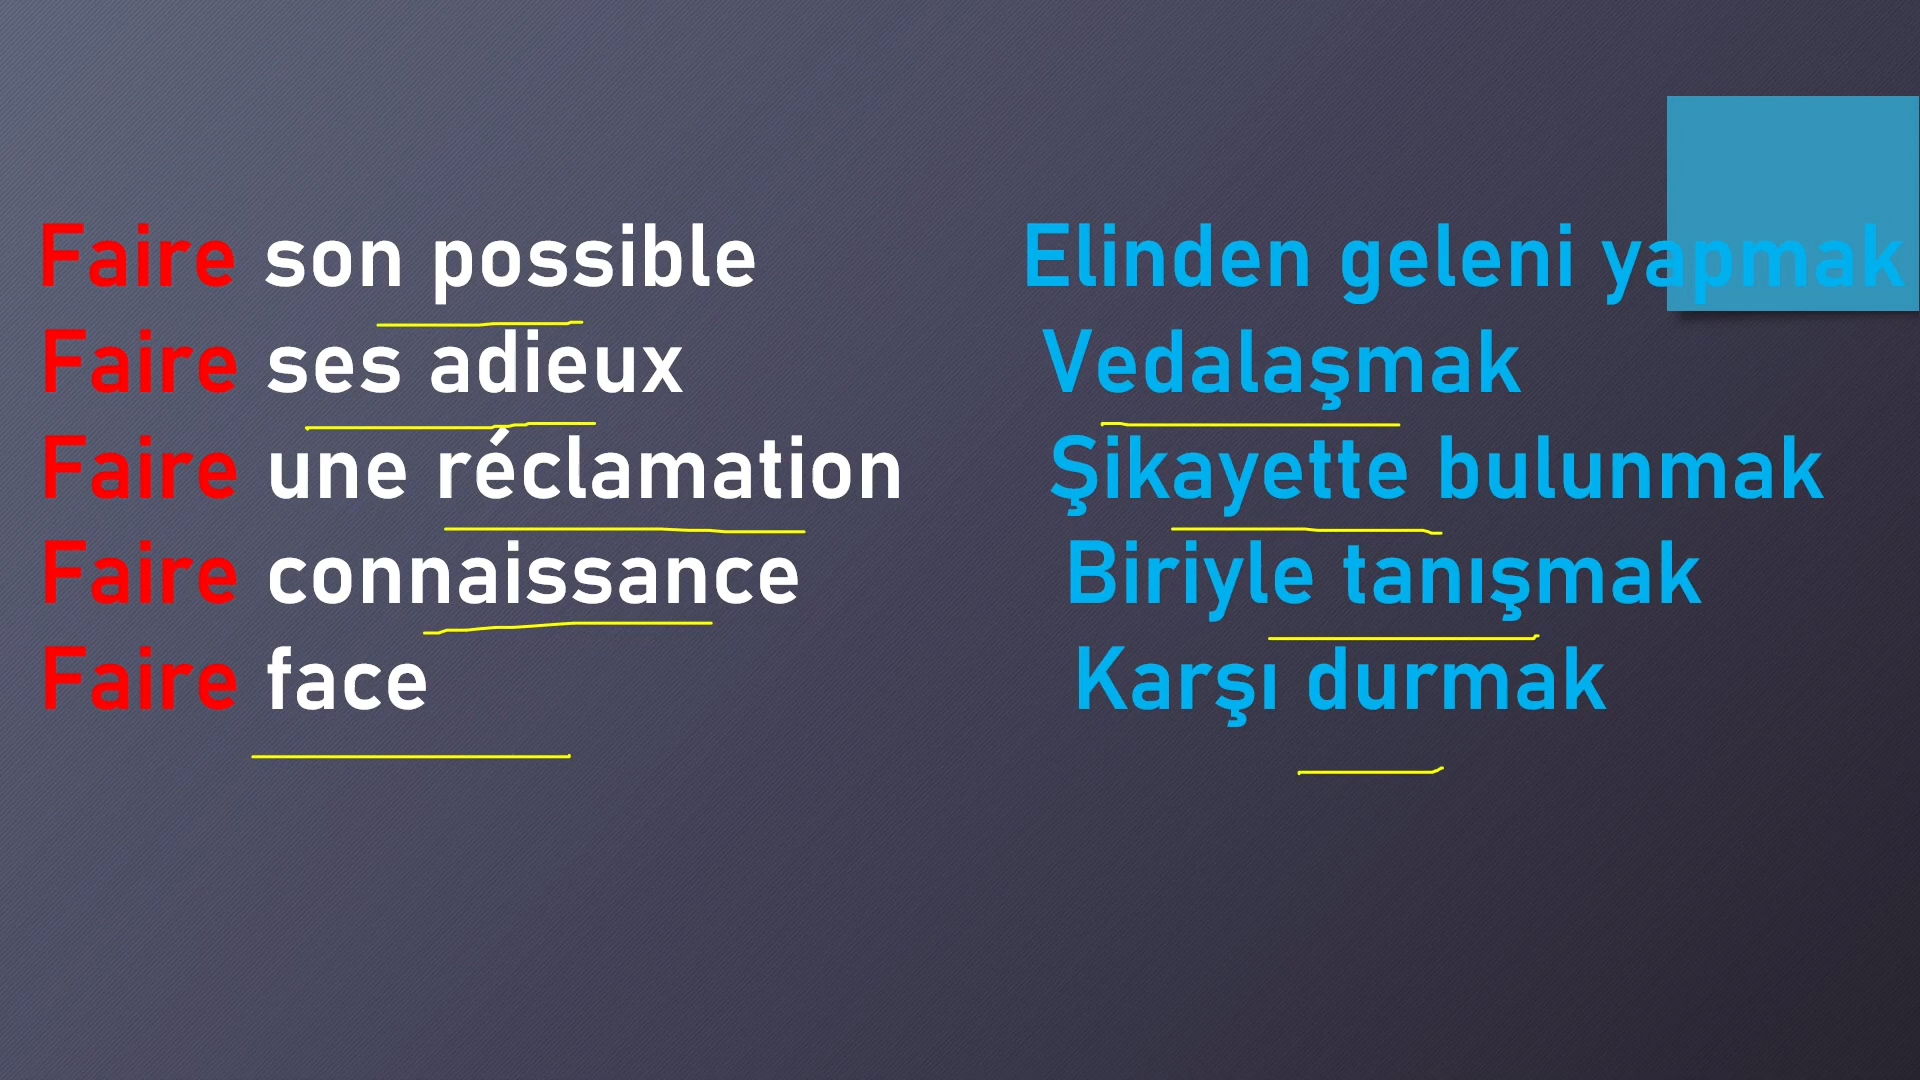 Faire son possible Elinden geleni yapmak
Faire ses adieux Vedalaşmak
Faire une réclamation Şikayette bulunmak
Faire connaissance Biriyle tanışmak
Faire face Karşı durmak